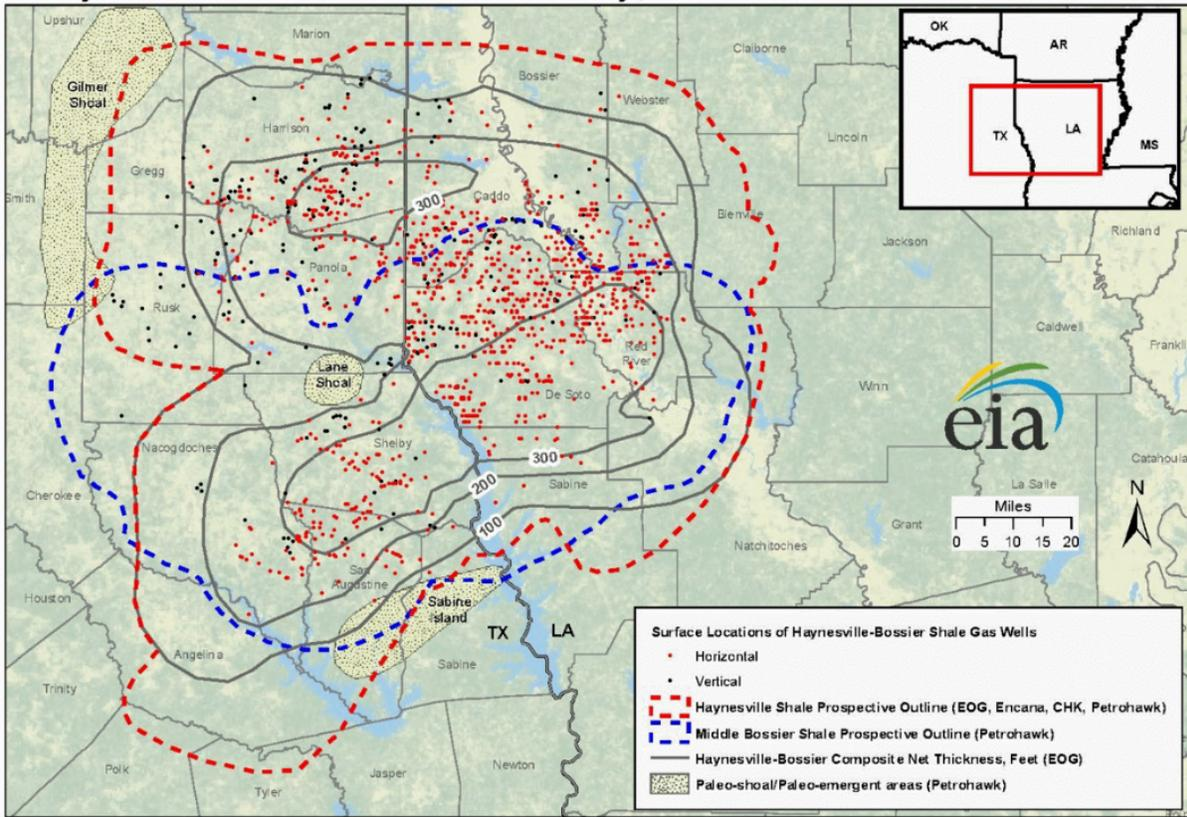 Upshur
Marion
Claiborne
Bossier
Webster
Gilmer
Shoal
Harrison
Lincoln
Gregg
Smith
Caddo
300
Bienville
Jackson
Richland
Panola
Rusk
Caldwell
Frankli
Red
River
Lane
Shoal
Winn
De Soto
eia
Nacogdoches
Shelby
300
Catahoula
200
Sabine
La Salle
Cherokee
100
Grant
Natchitoches
San
Augustine
Houston
Sabine
Island
TX
LA
Angelina
Sabine
Trinity
Polk
Jasper
Newton
Tyler
OK
AR
TX
LA
MS
Miles
0 5 10 15 20
N
Surface Locations of Haynesville-Bossier Shale Gas Wells
Horizontal
Vertical
Haynesville Shale Prospective Outline (EOG, Encana, CHK, Petrohawk)
Middle Bossier Shale Prospective Outline (Petrohawk)
Haynesville-Bossier Composite Net Thickness, Feet (EOG)
Paleo-shoal/Paleo-emergent areas (Petrohawk)